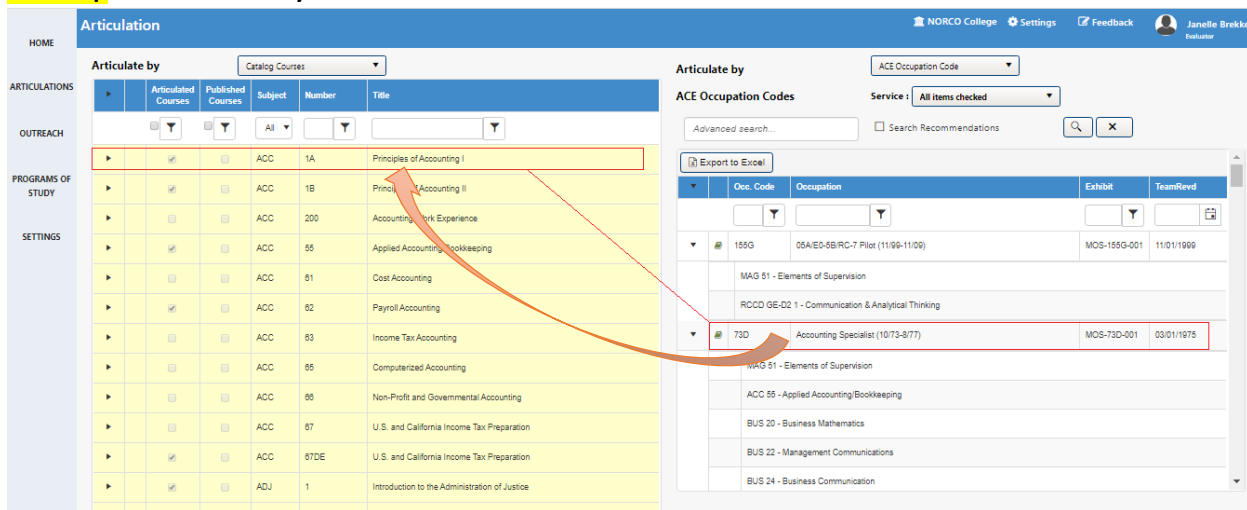 Articulation
NORCO College Settings Feedback Janelle Brekke
Evaluator
HOME
ARTICULATIONS
OUTREACH
PROGRAMS OF
STUDY
SETTINGS
Articulate by Catalog Courses
Articulated Courses Published Courses Subject Number Title
All
ACC 1A Principles of Accounting I
ACC 1B Accounting II
ACC 200 Accounting Work Experience
ACC 55 Applied Accounting/Bookkeeping
ACC 61 Cost Accounting
ACC 62 Payroll Accounting
ACC 63 Income Tax Accounting
ACC 65 Computerized Accounting
ACC 66 Non-Profit and Governmental Accounting
ACC 67 U.S. and California Income Tax Preparation
ACC 67DE U.S. and California Income Tax Preparation
ADJ 1 Introduction to the Administration of Justice
Articulate by ACE Occupation Code
ACE Occupation Codes Service : All items checked
Advanced search... Search Recommendations X
Export to Excel
Occ. Code Occupation Exhibit TeamRevd
155G 05A/E0-5B/RC-7 Pilot (11/99-11/09) MOS-155G-001 11/01/1999
MAG 51 - Elements of Supervision
RCCD GE-D2 1 - Communication & Analytical Thinking
73D Accounting Specialist (10/73-8/77) MOS-73D-001 03/01/1975
MAG 51 - Elements of Supervision
ACC 55 - Applied Accounting/Bookkeeping
BUS 20 - Business Mathematics
BUS 22 - Management Communications
BUS 24 - Business Communication